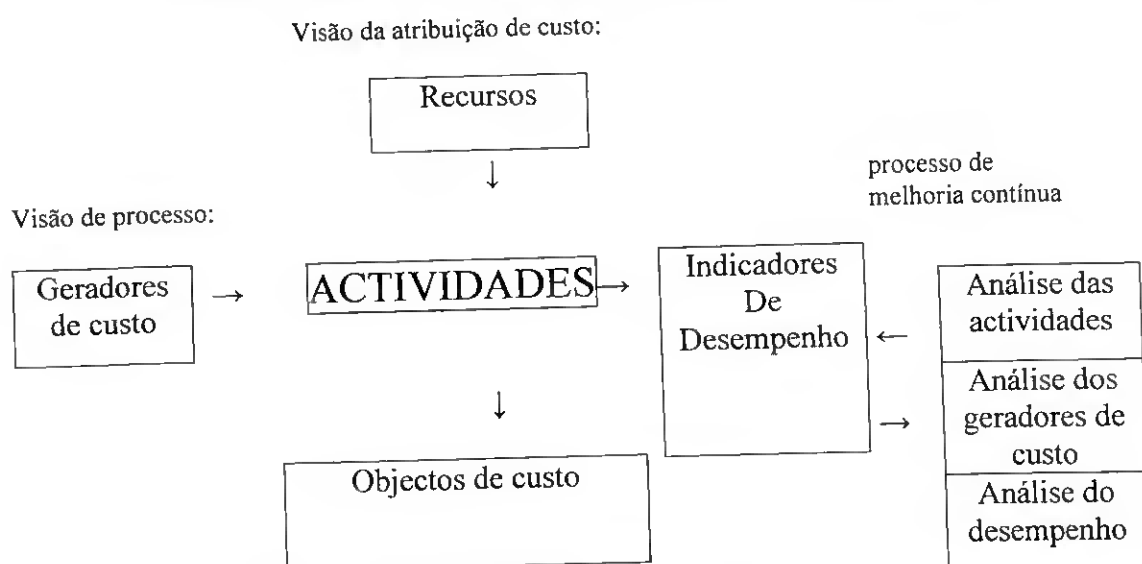 Visão da atribuição de custo:
Recursos
↓
processo de
melhoria contínua
Visão de processo:
Geradores
de custo
→
ACTIVIDADES
→
Indicadores
De
Desempenho
←
→
Análise das
actividades
Análise dos
geradores de
custo
Análise do
desempenho
↓
Objectos de custo